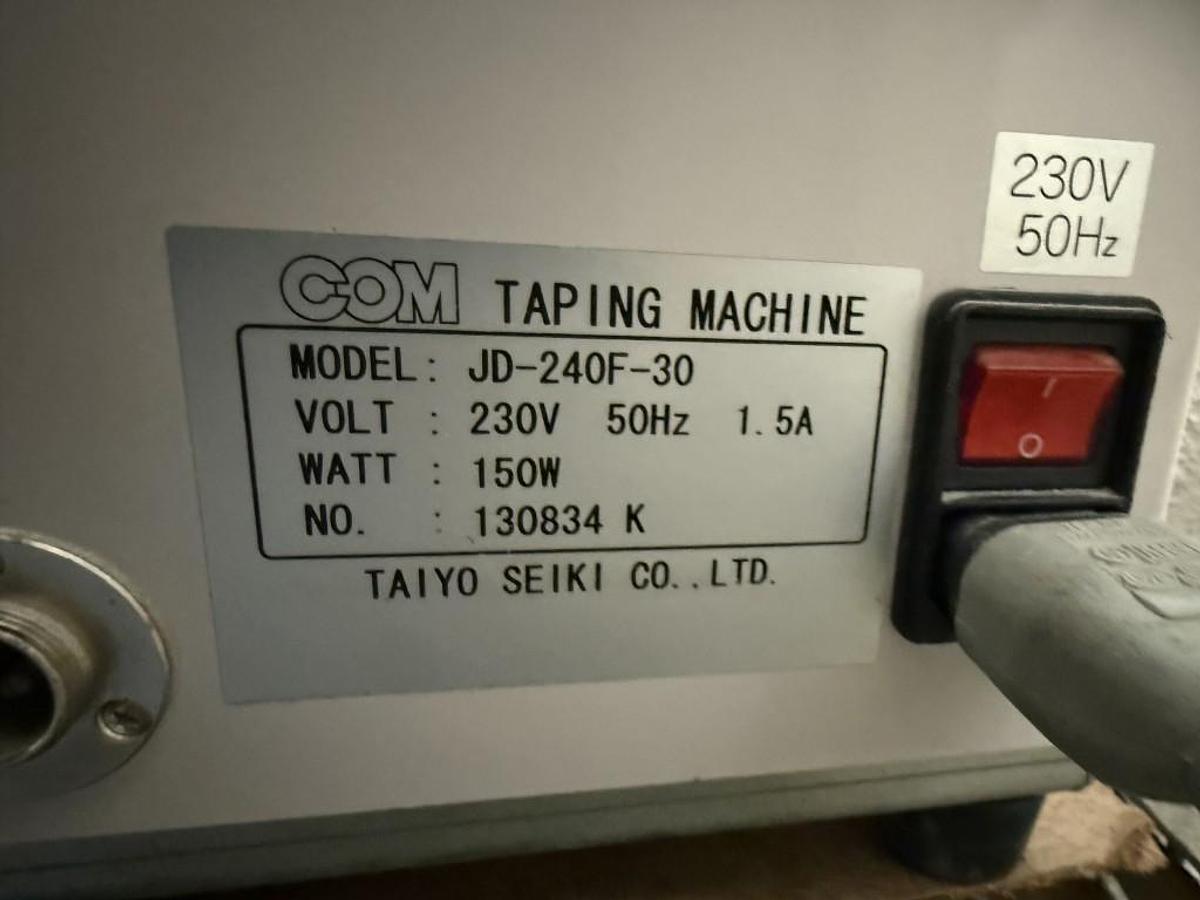 230V
50Hz
COM TAPING MACHINE
MODEL: JD-240F-30
VOLT : 230V 50Hz 1.5A
WATT : 150W
NO. : 130834 K
TAIYO SEIKI CO.,LTD.